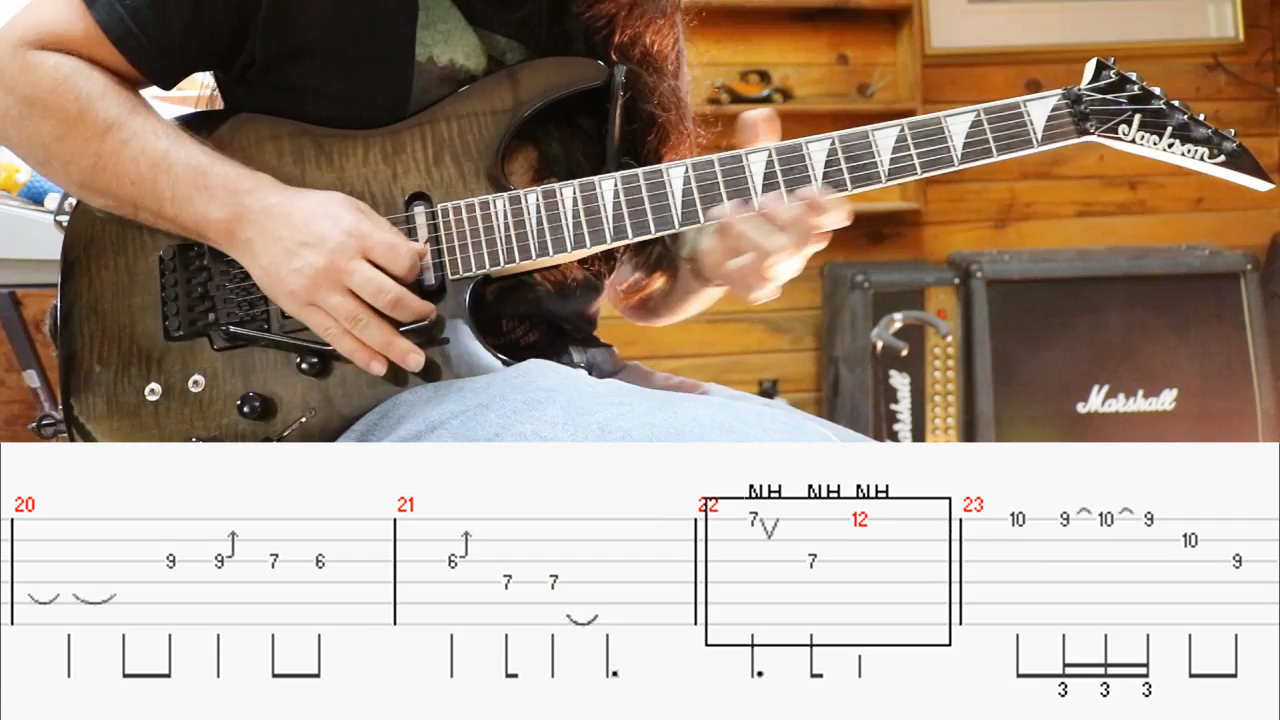 Jackson
Marshall
Marshall
NH NH NH
20 21 22 23
7 12 10 9 10 9
10
9 9 7 6 6 7 9
7 7
3 3 3